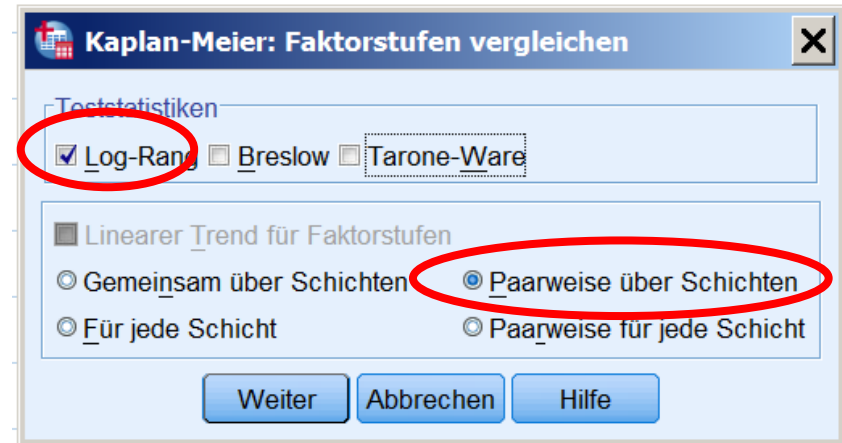 Kaplan-Meier: Faktorstufen vergleichen
Teststatistiken
Log-Rang Breslow Tarone-Ware
Linearer Trend für Faktorstufen
Gemeinsam über Schichten Paarweise über Schichten
Für jede Schicht Paarweise für jede Schicht
Weiter Abbrechen Hilfe